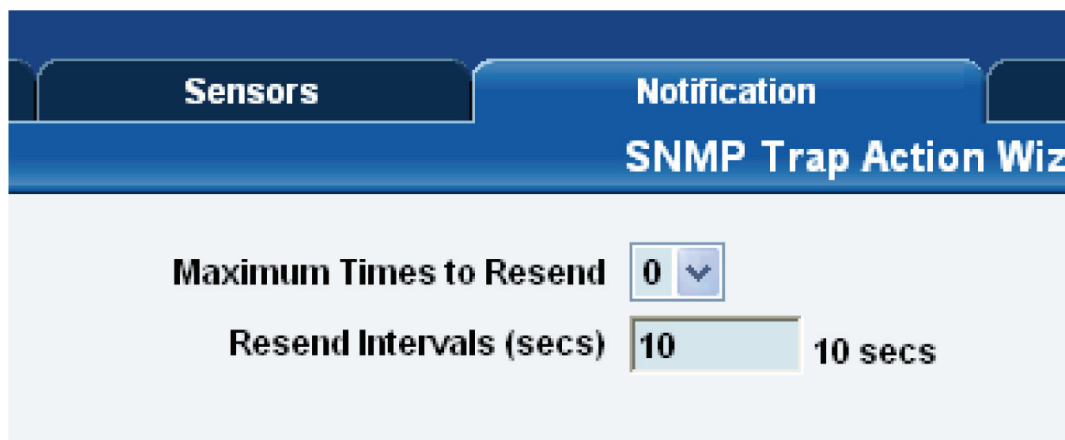 Sensors Notification
SNMP Trap Action Wiz
Maximum Times to Resend 0
Resend Intervals (secs) 10 10 secs